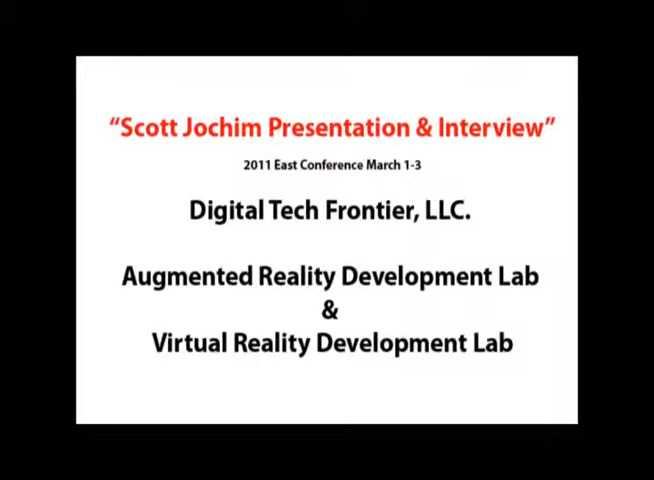 “Scott Jochim Presentation & Interview”
2011 East Conference March 1-3
Digital Tech Frontier, LLC.
Augmented Reality Development Lab
&
Virtual Reality Development Lab